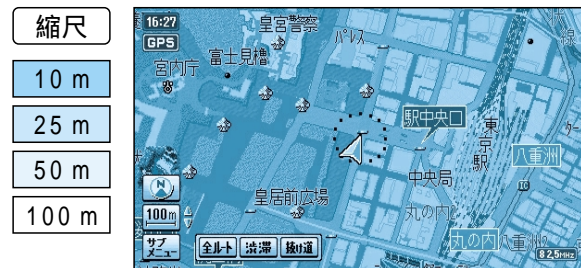 縮尺
10 m
25 m
50 m
100 m
16:27
GPS
皇宮警察
パレス
富士見櫓
宮内庁
駅中央口
東京駅
八重洲
中央局
皇居前広場
丸の内
丸の内
八重洲
100m
サブメニュー
全ルート
渋滞
抜け道
82.5MHz